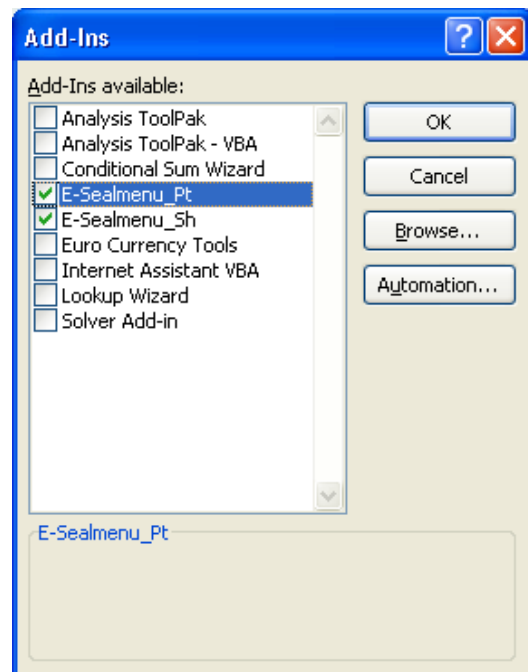 Add-Ins
Add-Ins available:
Analysis ToolPak
Analysis ToolPak - VBA
Conditional Sum Wizard
E-Sealmenu_Pt
E-Sealmenu_Sh
Euro Currency Tools
Internet Assistant VBA
Lookup Wizard
Solver Add-in
OK
Cancel
Browse...
Automation...
E-Sealmenu_Pt